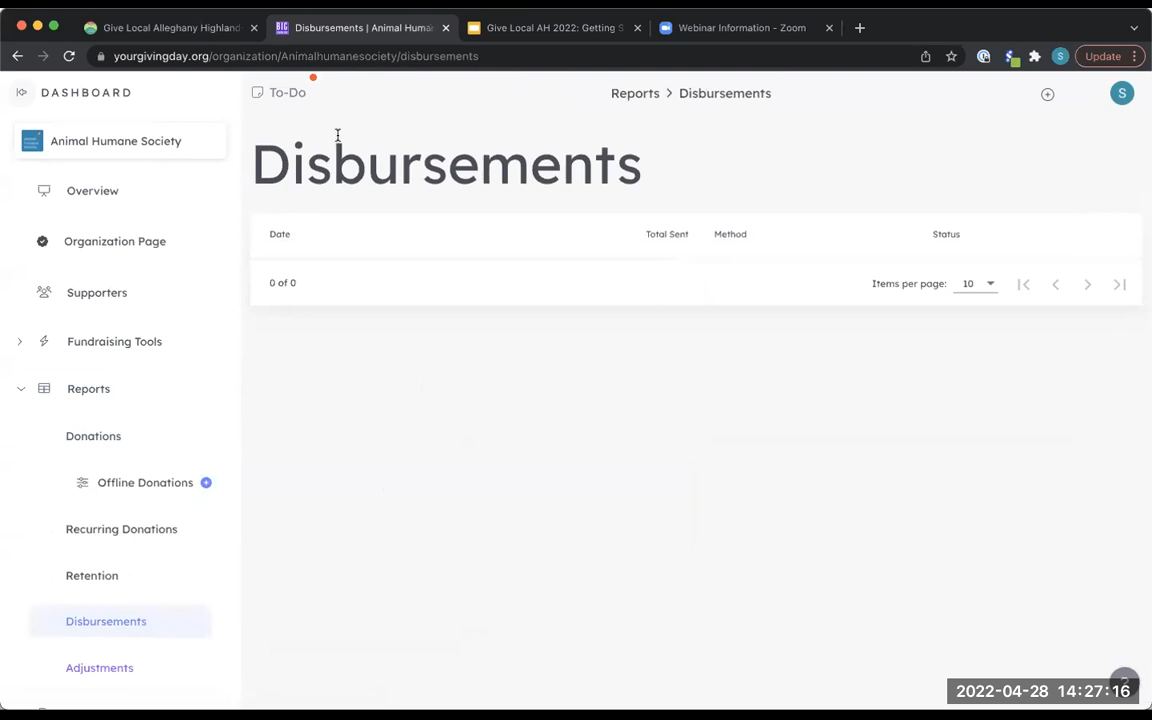 Give Local Alleghany Highland
BIG
Disbursements | Animal Huma
Give Local AH 2022: Getting S
Webinar Information - Zoom
yourgivingday.org/organization/Animalhumanesociety/disbursements
S
Update
DASHBOARD
To-Do
Reports > Disbursements
S
Animal Humane Society
Disbursements
Overview
Date
Total Sent
Method
Status
Organization Page
0 of 0
Items per page:
10
Supporters
Fundraising Tools
Reports
Donations
Offline Donations
Recurring Donations
Retention
Disbursements
Adjustments
2022-04-28 14:27:16